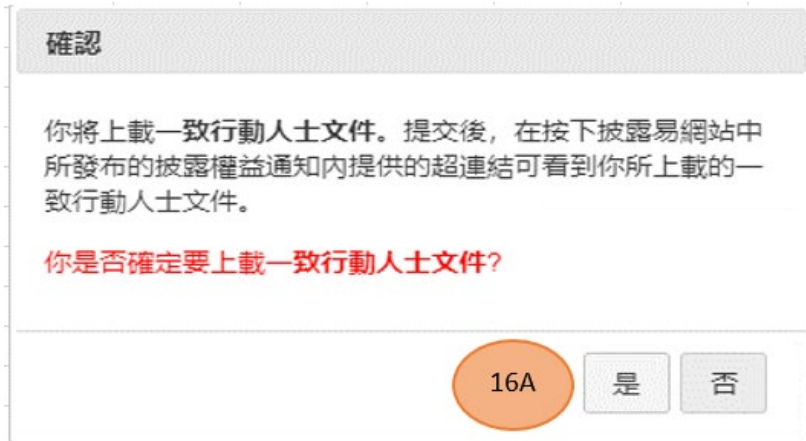 確認
你將上載一致行動人士文件。提交後，在按下披露易網站中
所發布的披露權益通知內提供的超連結可看到你所上載的一
致行動人士文件。
你是否確定要上載一致行動人士文件?
16A 是 否